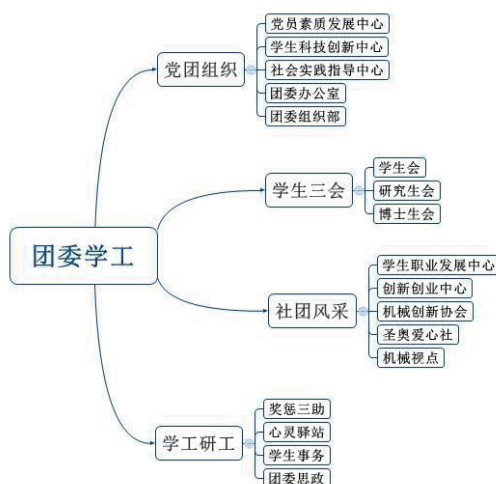 党员素质发展中心
学生科技创新中心
党团组织
社会实践指导中心
团委办公室
团委组织部
学生会
学生三会
研究生会
博士生会
团委学工
学生职业发展中心
创新创业中心
社团风采
机械创新协会
圣奥爱心社
机械视点
奖惩三助
心灵驿站
学工研工
学生事务
团委思政